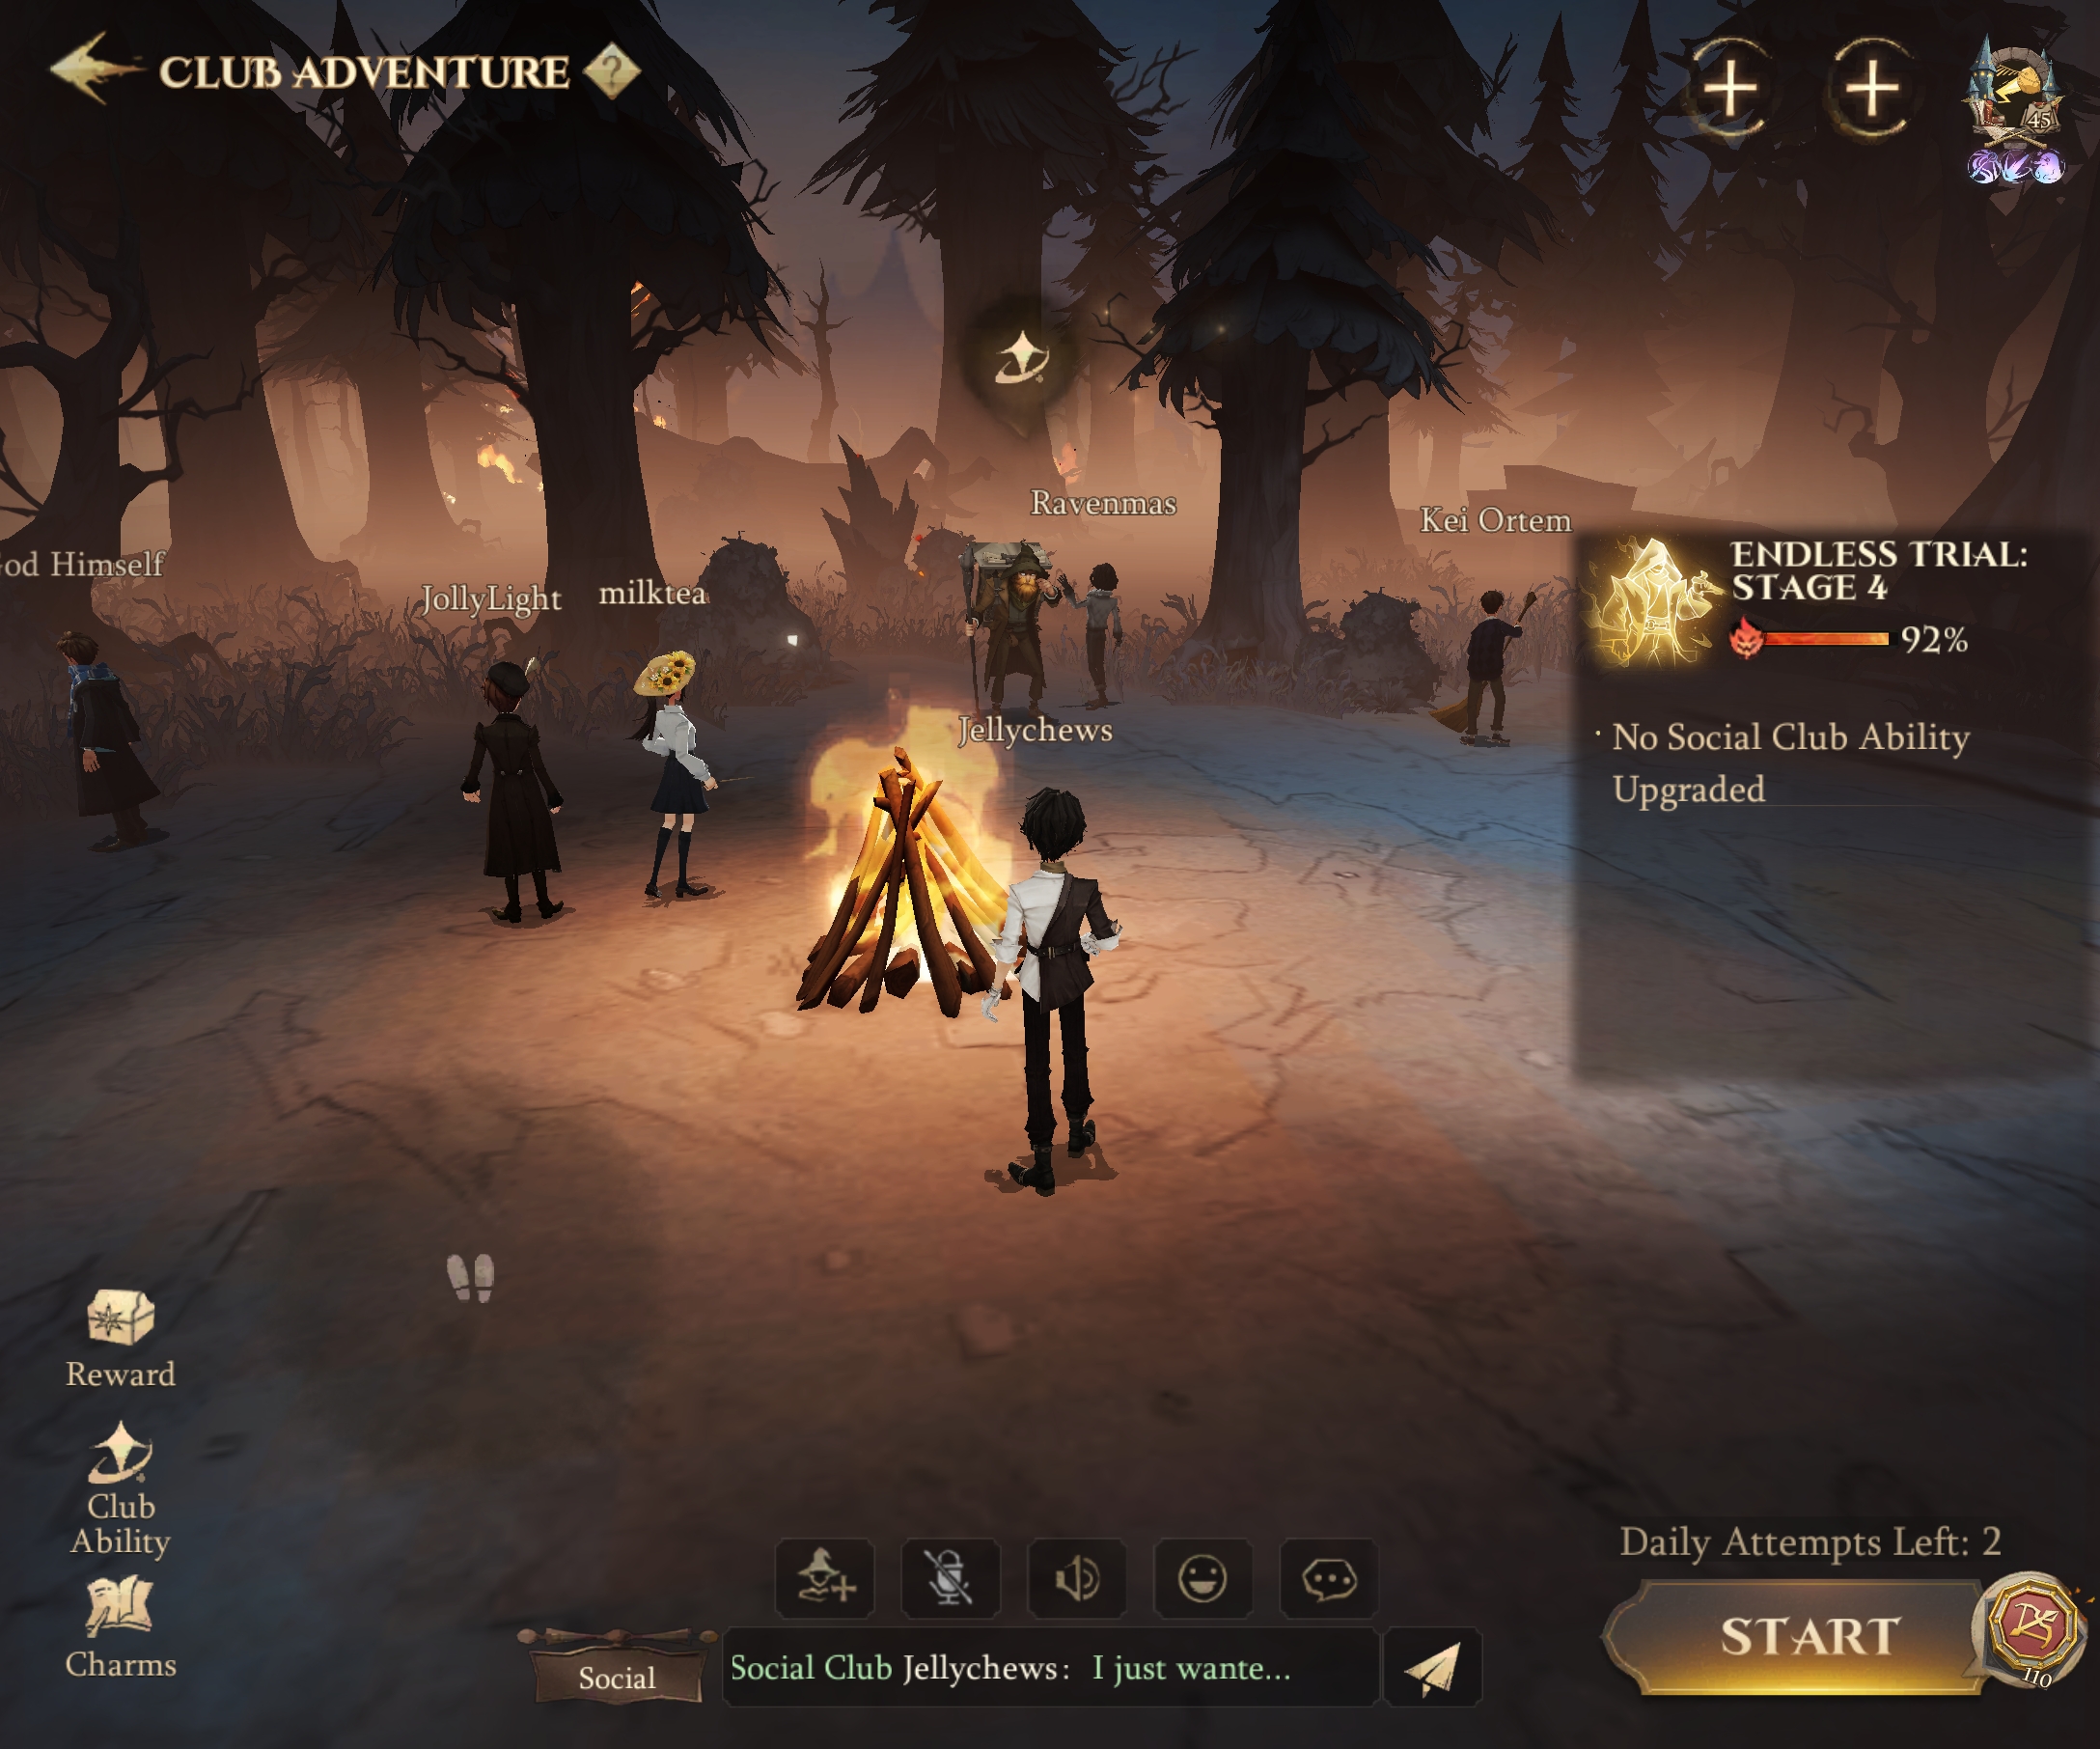 CLUB ADVENTURE
?
45
Ravenmas
Kei Ortem
od Himself
JollyLight
milktea
ENDLESS TRIAL:
STAGE 4
92%
Jellychews
· No Social Club Ability
Upgraded
Reward
Club
Ability
Charms
Daily Attempts Left: 2
START
110
Social
Social Club Jellychews: I just wante...